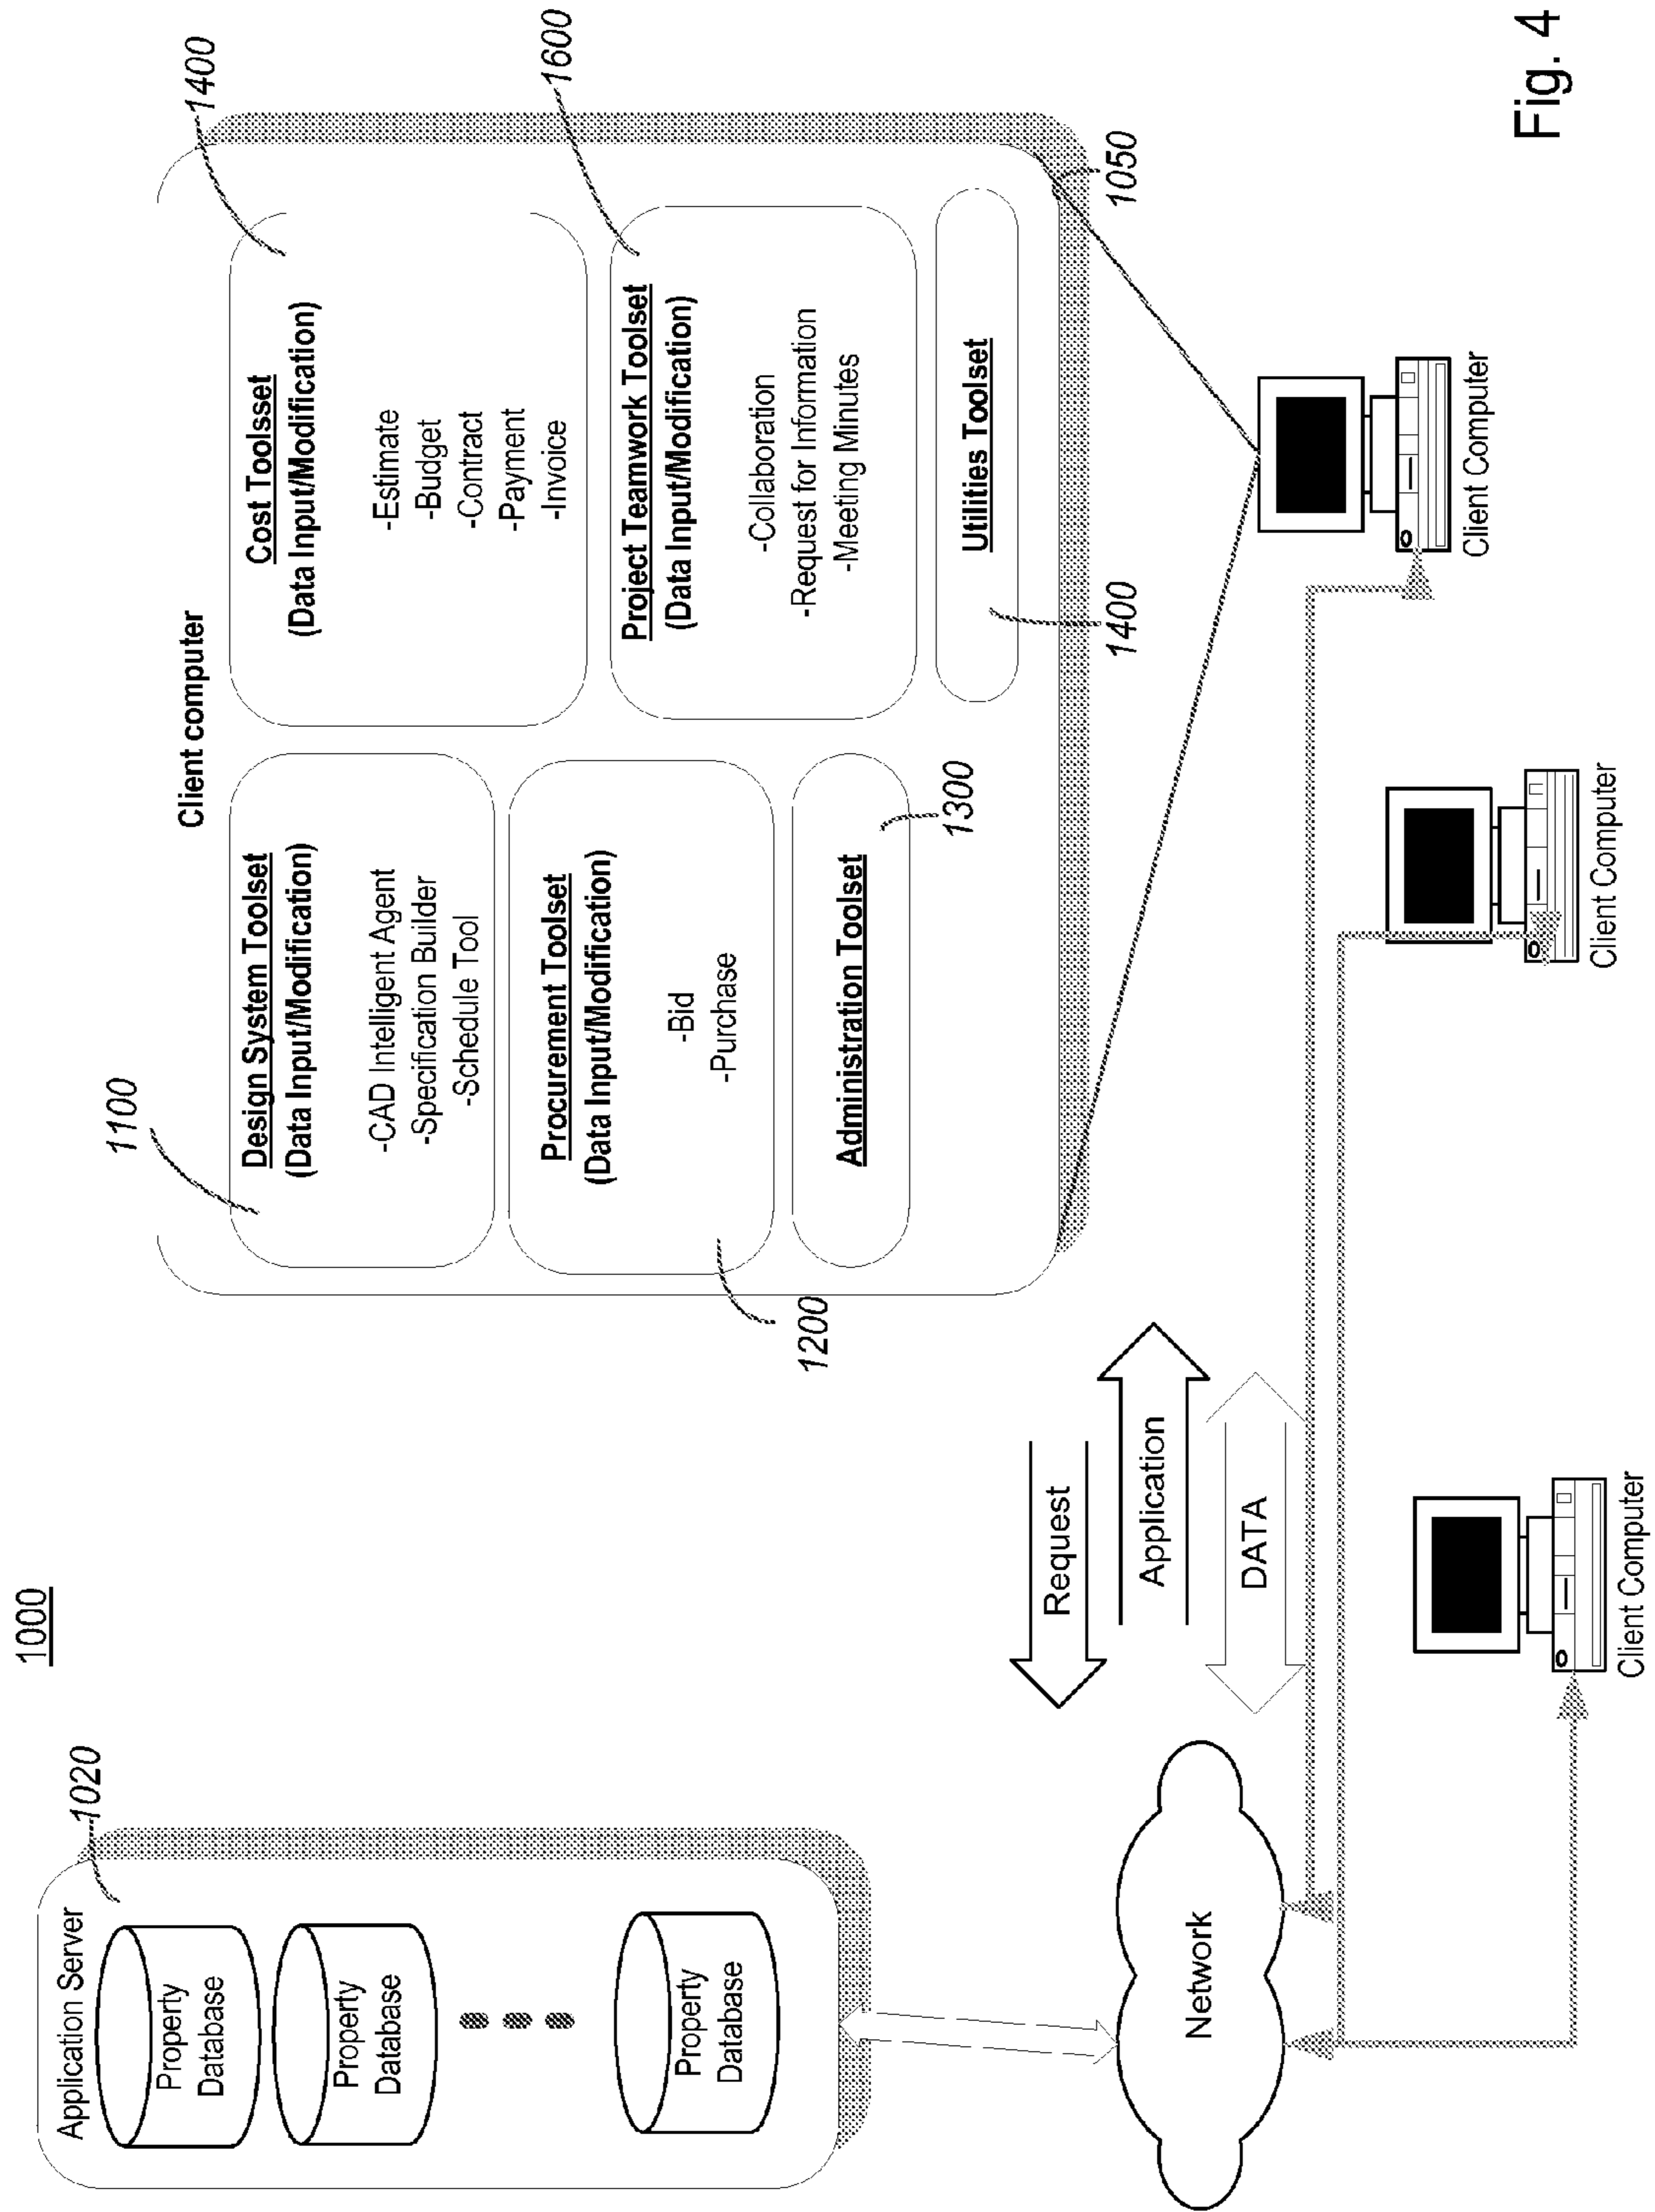 1000
Application Server
1020
Property
Database
Property
Database
Property
Database
Network
Request
Application
DATA
Client computer
1100
Design System Toolset
(Data Input/Modification)
-CAD Intelligent Agent
-Specification Builder
-Schedule Tool
1200
Procurement Toolset
(Data Input/Modification)
-Bid
-Purchase
1300
Administration Toolset
1400
Cost Toolsset
(Data Input/Modification)
-Estimate
-Budget
-Contract
-Payment
-Invoice
1600
Project Teamwork Toolset
(Data Input/Modification)
-Collaboration
-Request for Information
-Meeting Minutes
1400
Utilities Toolset
1050
Client Computer
Client Computer
Client Computer
Fig. 4